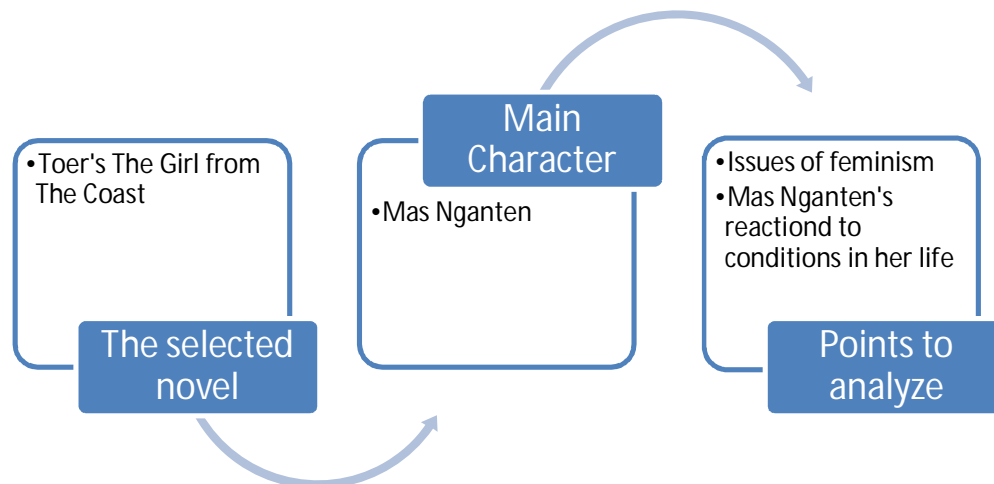 •Toer's The Girl from
The Coast
The selected
novel
Main
Character
•Mas Nganten
•Issues of feminism
•Mas Nganten's
reactiond to
conditions in her life
Points to
analyze